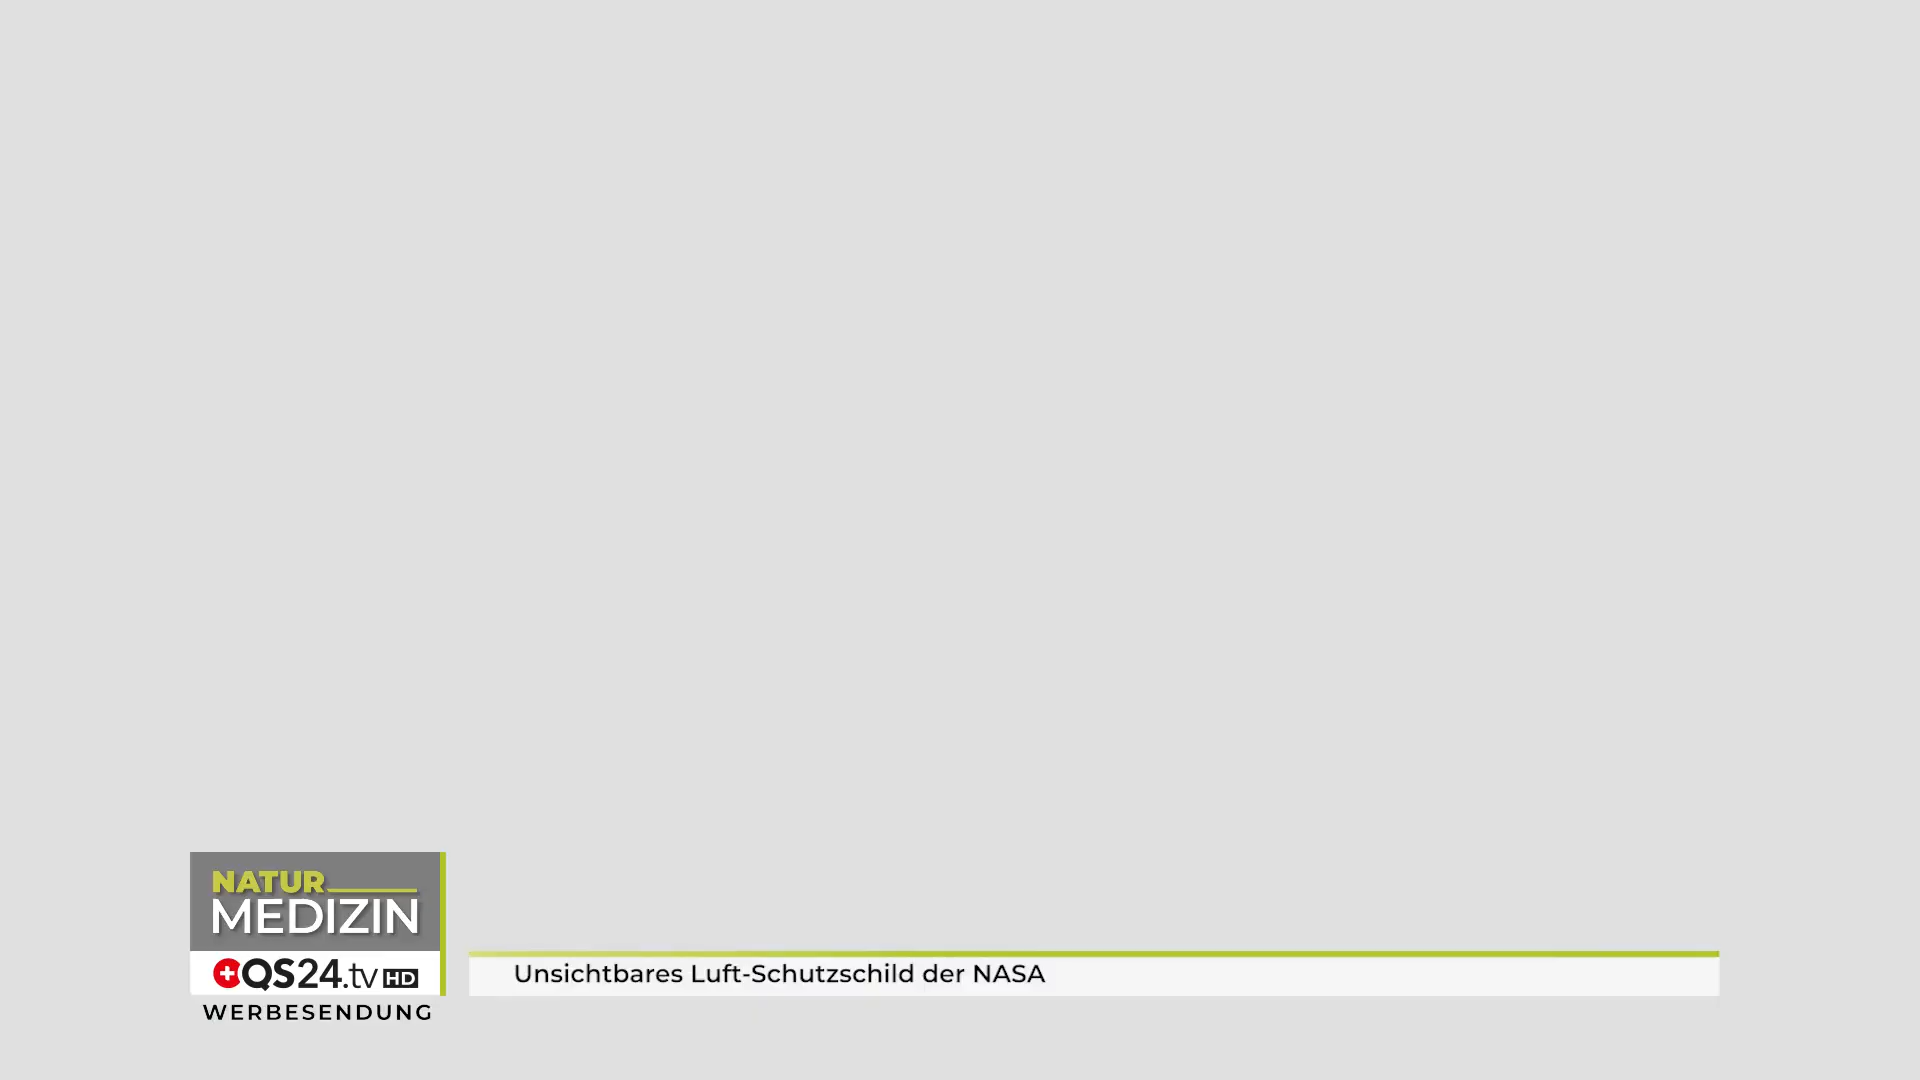 NATUR
MEDIZIN
QS24.tv HD
WERBESENDUNG
Unsichtbares Luft-Schutzschild der NASA